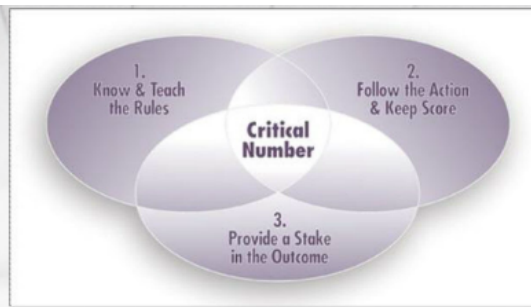 1.
Know & Teach
the Rules
2.
Follow the Action
& Keep Score
Critical
Number
3.
Provide a Stake
in the Outcome